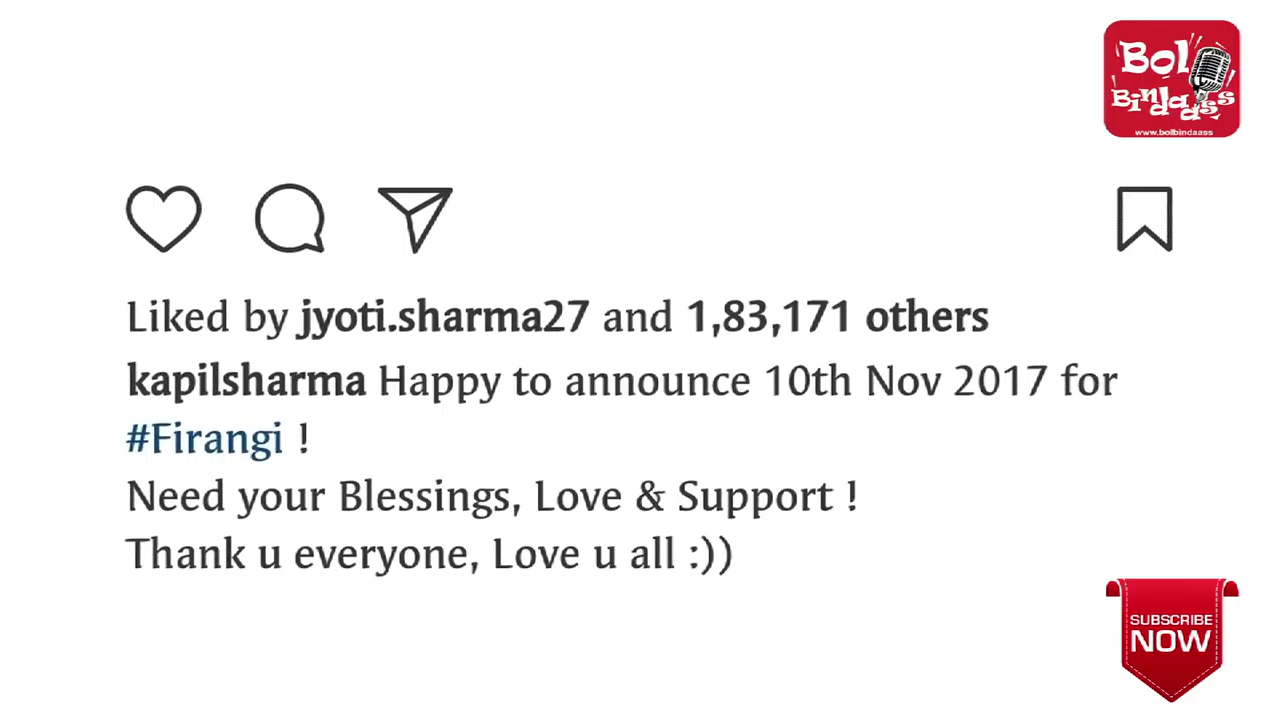 Bol
Bindaass
www.bolbindaass
Liked by jyoti.sharma27 and 1,83,171 others
kapilsharma Happy to announce 10th Nov 2017 for
#Firangi !
Need your Blessings, Love & Support !
Thank u everyone, Love u all :))
SUBSCRIBE
NOW